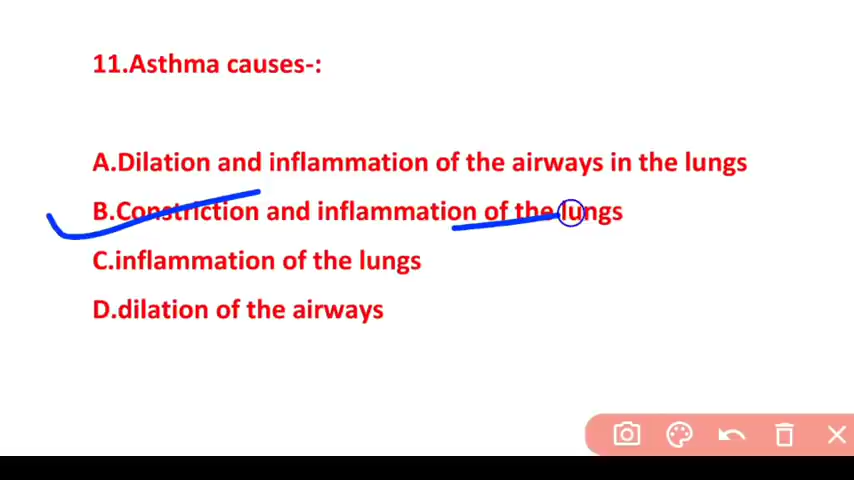 11.Asthma causes-:
A.Dilation and inflammation of the airways in the lungs
B.Constriction and inflammation of the lungs
C.inflammation of the lungs
D.dilation of the airways